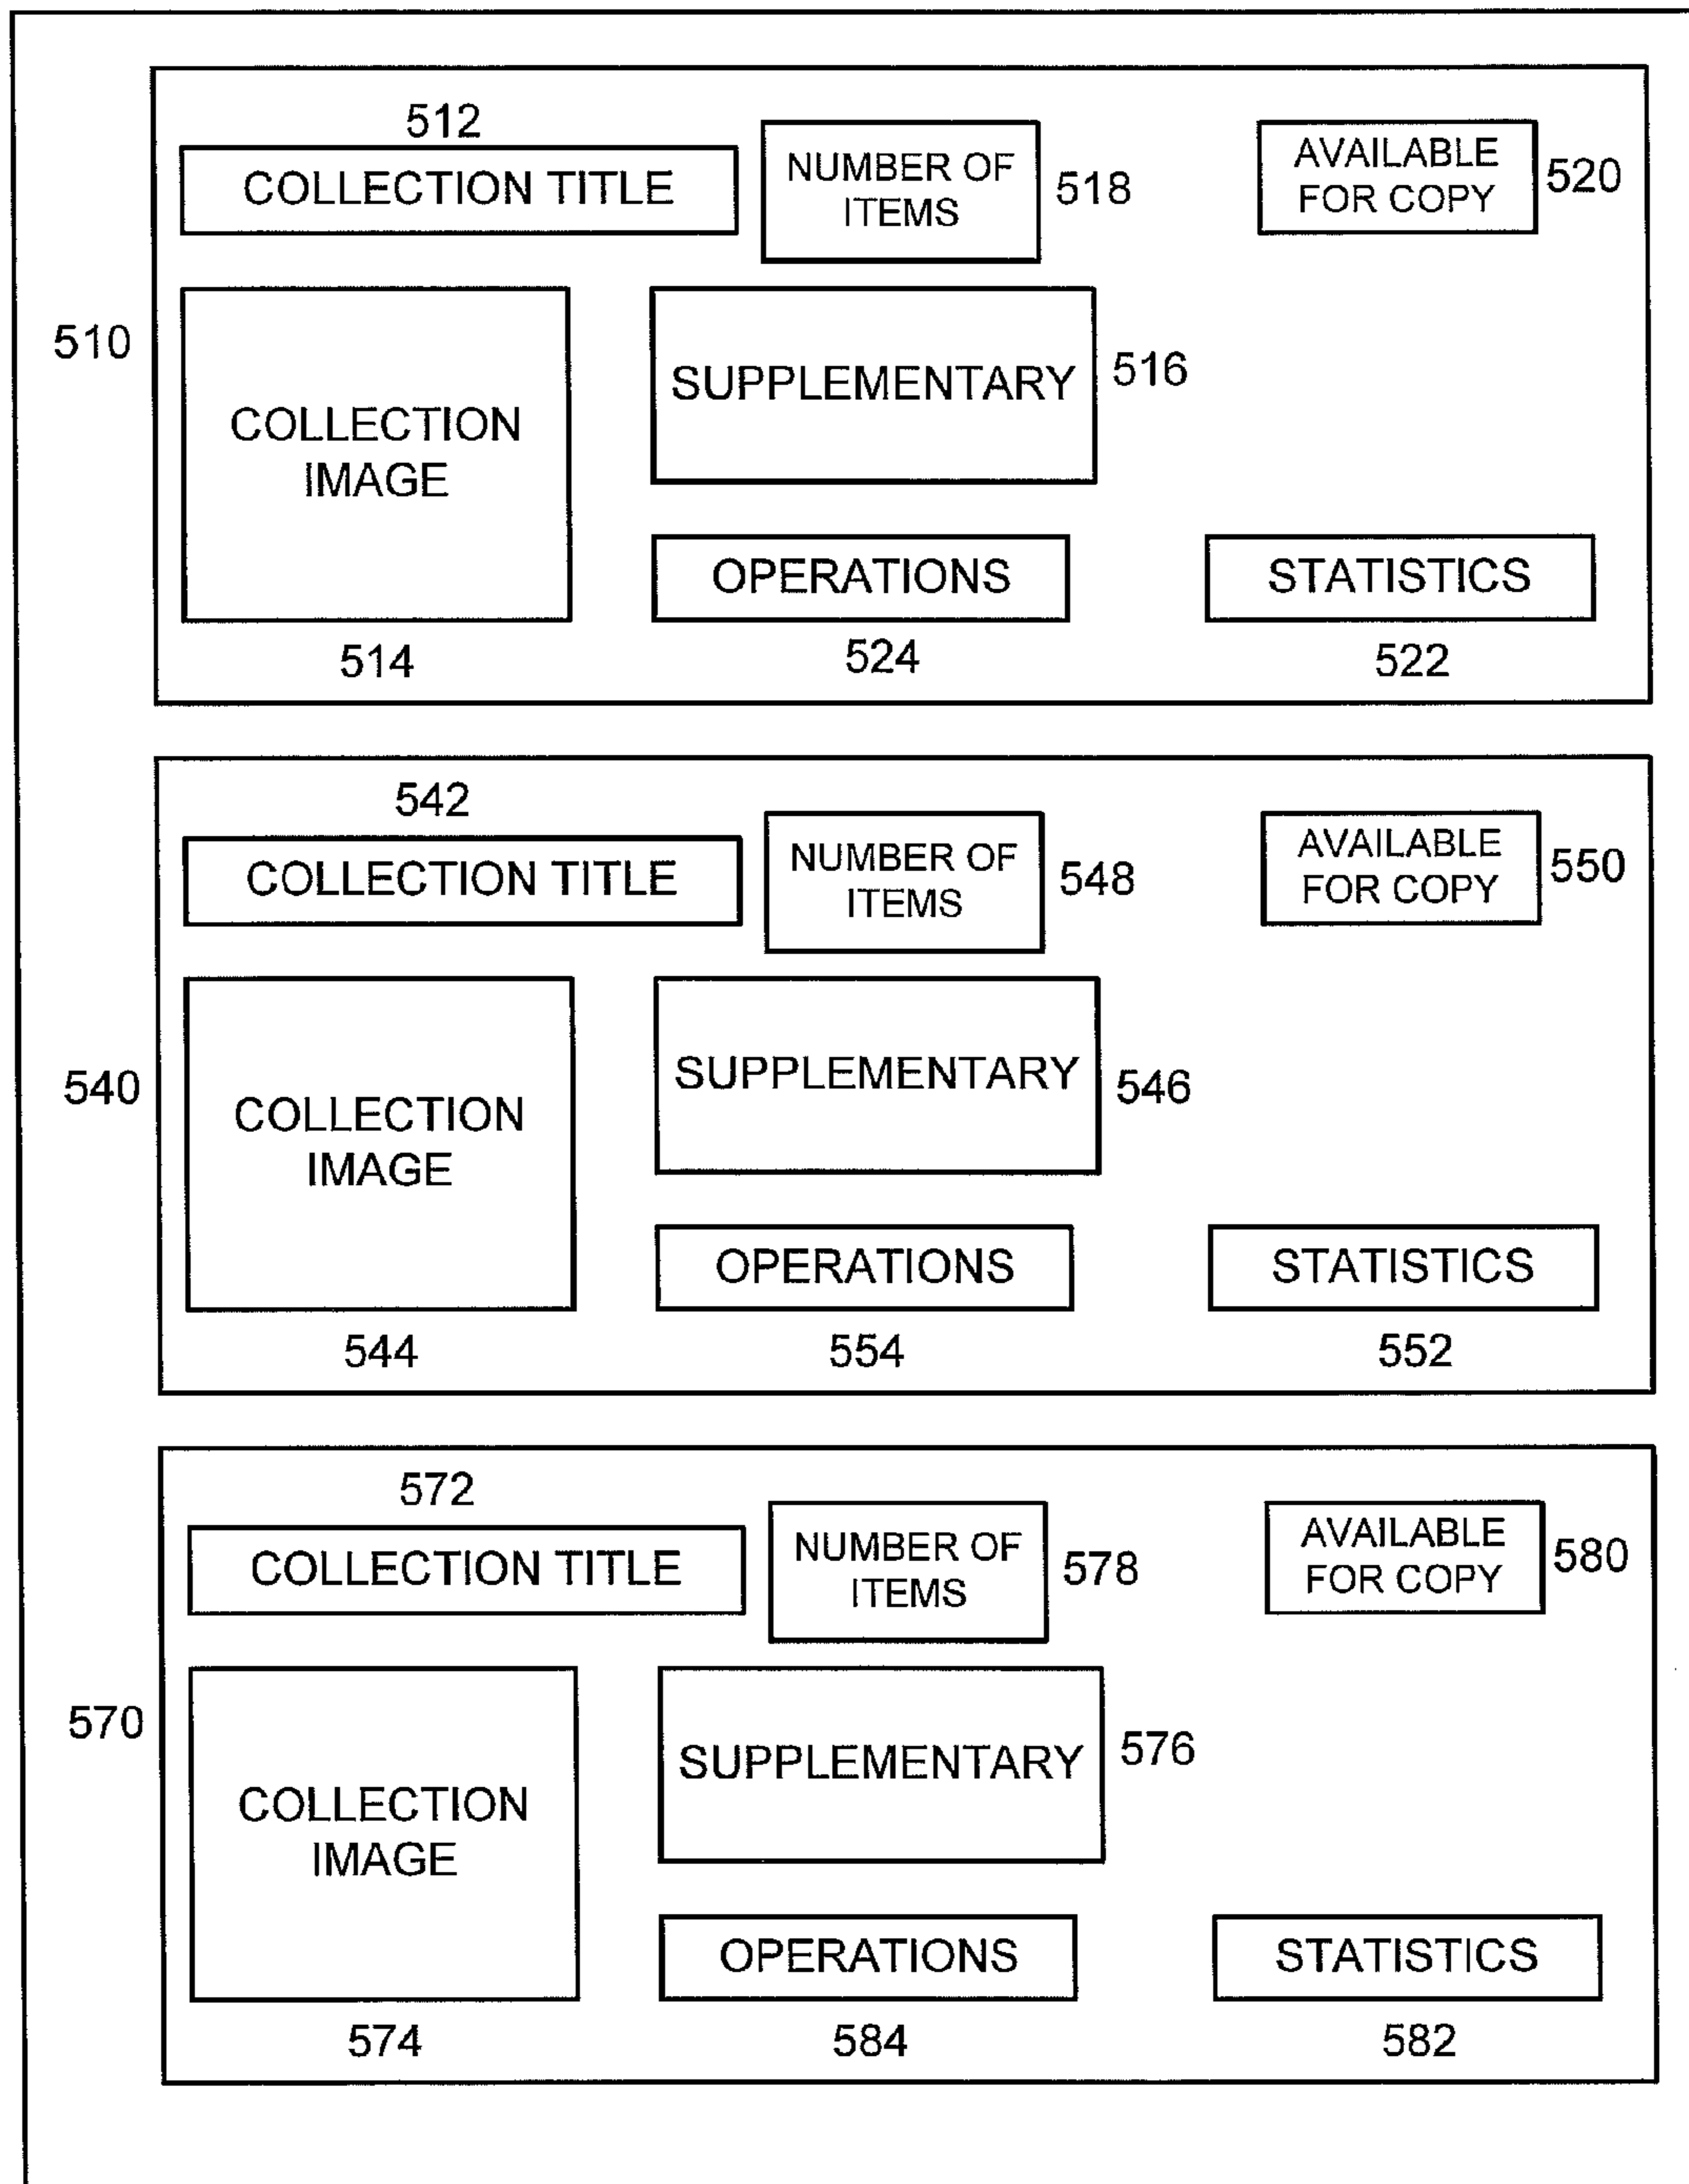 512
COLLECTION TITLE
NUMBER OF
ITEMS
518
AVAILABLE
FOR COPY
520
510
COLLECTION
IMAGE
514
SUPPLEMENTARY
516
OPERATIONS
524
STATISTICS
522
542
COLLECTION TITLE
NUMBER OF
ITEMS
548
AVAILABLE
FOR COPY
550
540
COLLECTION
IMAGE
544
SUPPLEMENTARY
546
OPERATIONS
554
STATISTICS
552
572
COLLECTION TITLE
NUMBER OF
ITEMS
578
AVAILABLE
FOR COPY
580
570
COLLECTION
IMAGE
574
SUPPLEMENTARY
576
OPERATIONS
584
STATISTICS
582